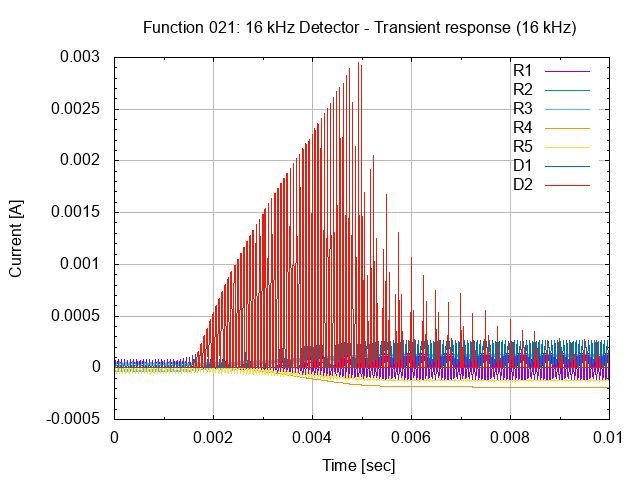 Function 021: 16 kHz Detector - Transient response (16 kHz)
0.003
0.0025
0.002
0.0015
0.001
0.0005
0
-0.0005
Current [A]
R1
R2
R3
R4
R5
D1
D2
0 0.002 0.004 0.006 0.008 0.01
Time [sec]